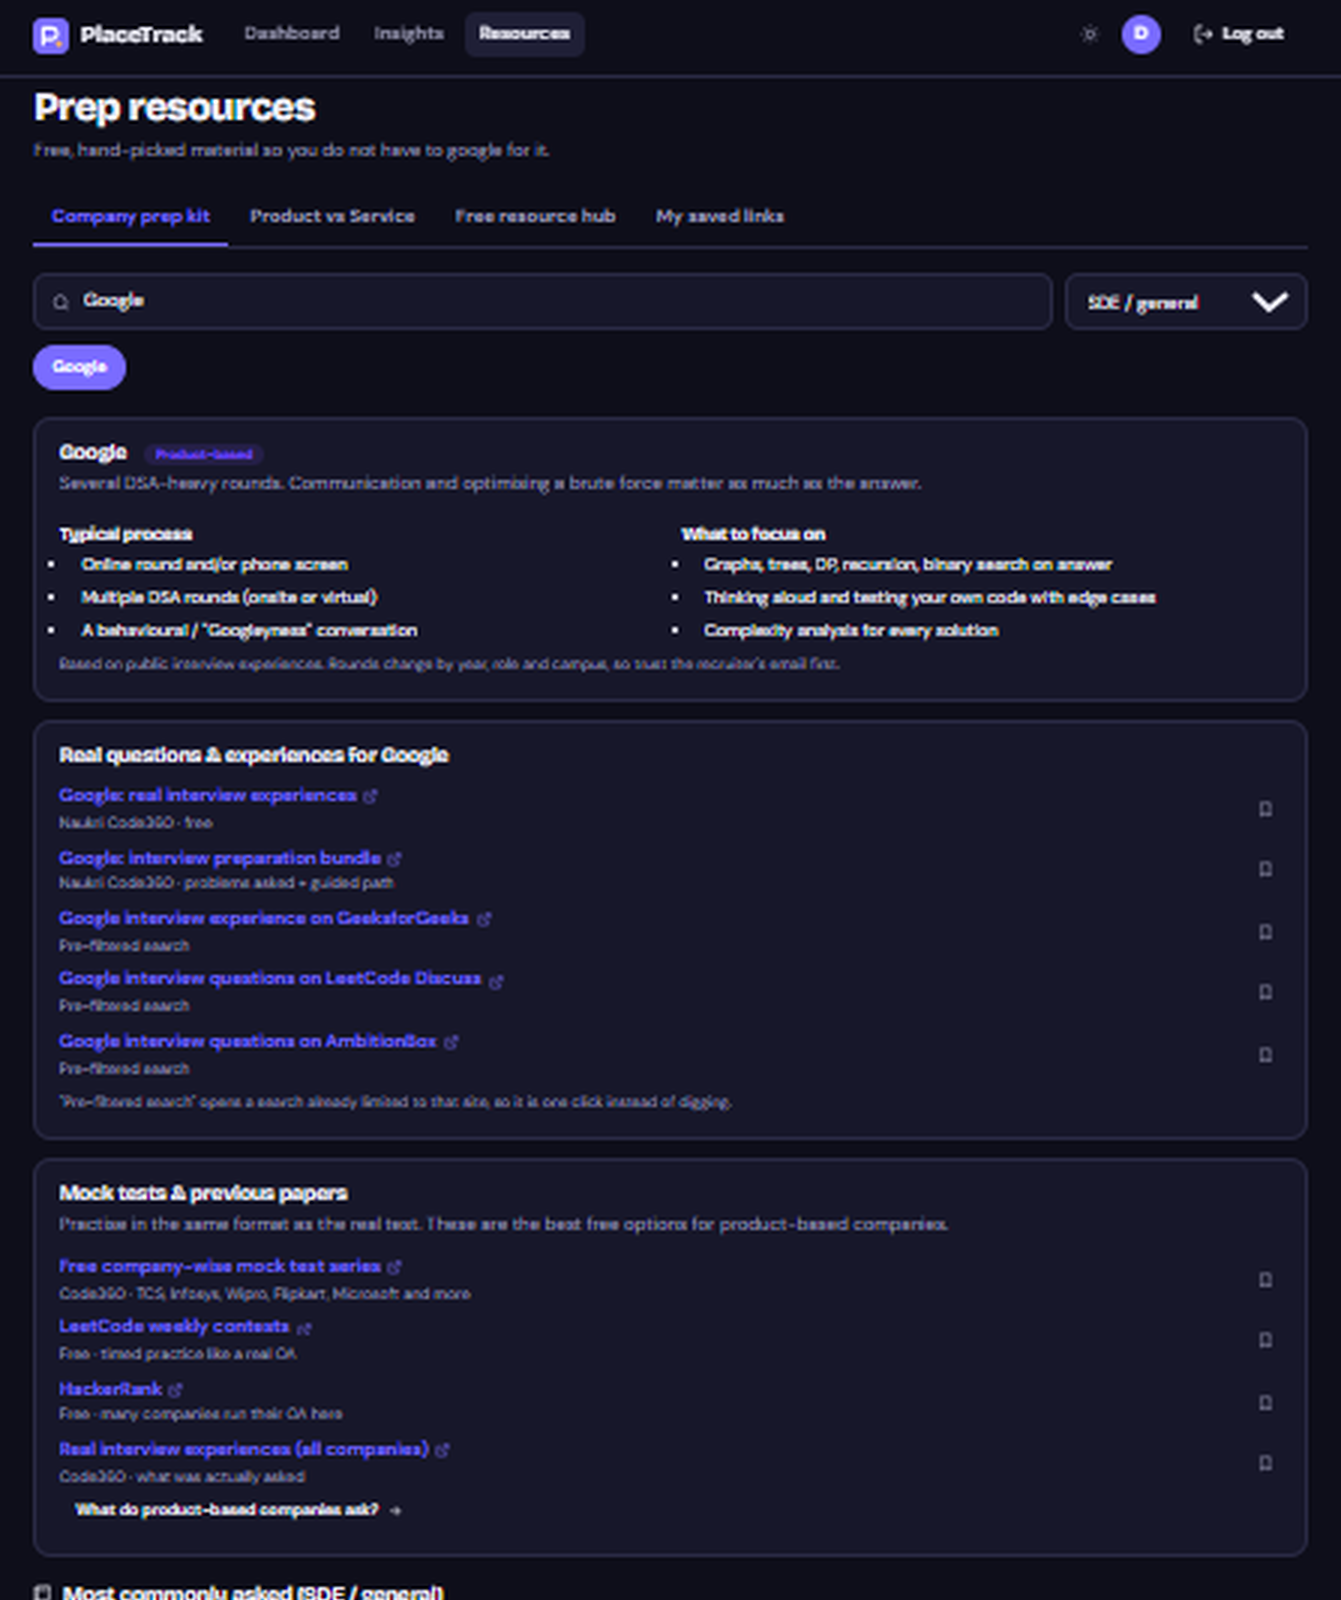 PlaceTrack Dashboard Insights Resources D Log out
Prep resources
Free, hand-picked material so you do not have to google for it.
Company prep kit Product vs Service Free resource hub My saved links
Google SDE / general
Google
Google Product-based
Several DSA-heavy rounds. Communication and optimising a brute force matter as much as the answer.
Typical process
• Online round and/or phone screen
• Multiple DSA rounds (onsite or virtual)
• A behavioural / "Googleyness" conversation
What to focus on
• Graphs, trees, DP, recursion, binary search on answer
• Thinking aloud and testing your own code with edge cases
• Complexity analysis for every solution
Based on public interview experiences. Rounds change by year, role and campus, so trust the recruiter's email first.
Real questions & experiences for Google
Google: real interview experiences
Naukri Code360 · free
Google: interview preparation bundle
Naukri Code360 · problems asked + guided path
Google interview experience on GeeksforGeeks
Pre-filtered search
Google interview questions on LeetCode Discuss
Pre-filtered search
Google interview questions on AmbitionBox
Pre-filtered search
"Pre-filtered search" opens a search already limited to that site, so it is one click instead of digging.
Mock tests & previous papers
Practise in the same format as the real test. These are the best free options for product-based companies.
Free company-wise mock test series
Code360 · TCS, Infosys, Wipro, Flipkart, Microsoft and more
LeetCode weekly contests
Free · timed practice like a real OA
HackerRank
Free · many companies run their OA here
Real interview experiences (all companies)
Code360 · what was actually asked
What do product-based companies ask? →
Most commonly asked (SDE / general)